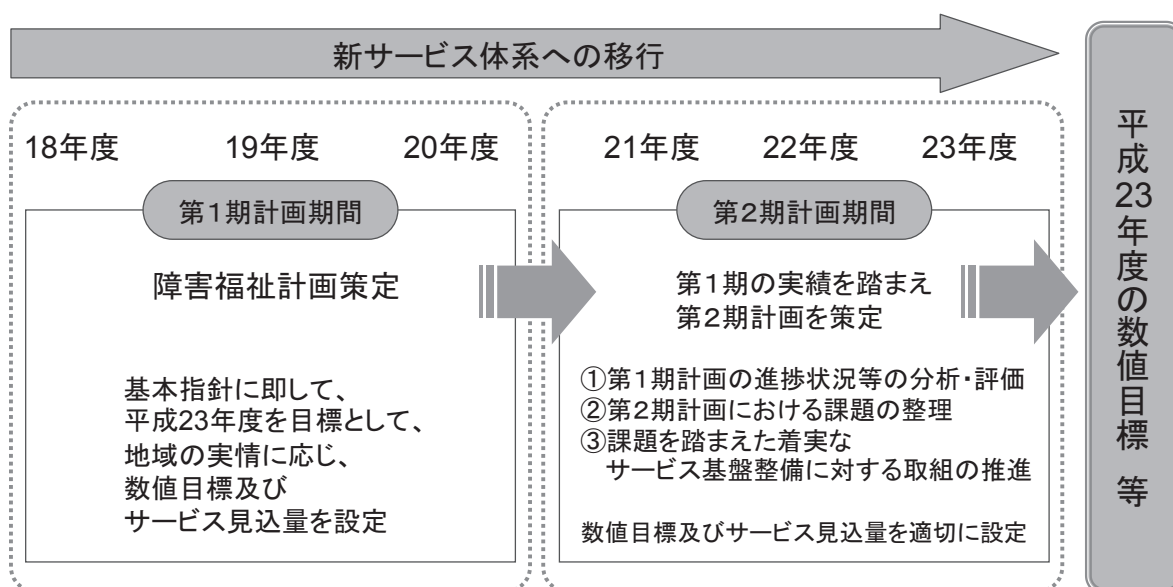 新サービス体系への移行
18年度 19年度 20年度
第1期計画期間
障害福祉計画策定
基本指針に即して、
平成23年度を目標として、
地域の実情に応じ、
数値目標及び
サービス見込量を設定
21年度 22年度 23年度
第2期計画期間
第1期の実績を踏まえ
第2期計画を策定
①第1期計画の進捗状況等の分析・評価
②第2期計画における課題の整理
③課題を踏まえた着実な
サービス基盤整備に対する取組の推進
数値目標及びサービス見込量を適切に設定
平成23年度の数値目標 等